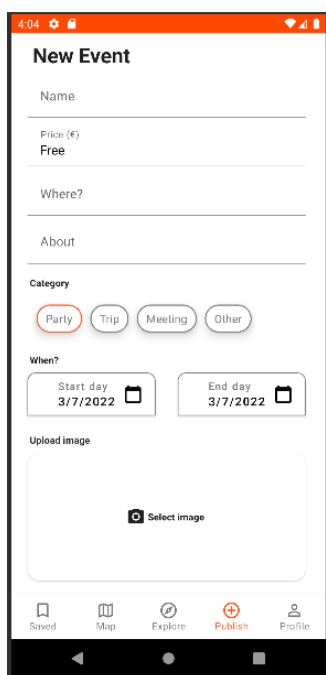 4:04
New Event
Name
Price (€)
Free
Where?
About
Category
Party Trip Meeting Other
When?
Start day End day
3/7/2022 3/7/2022
Upload image
Select image
Saved Map Explore Publish Profile